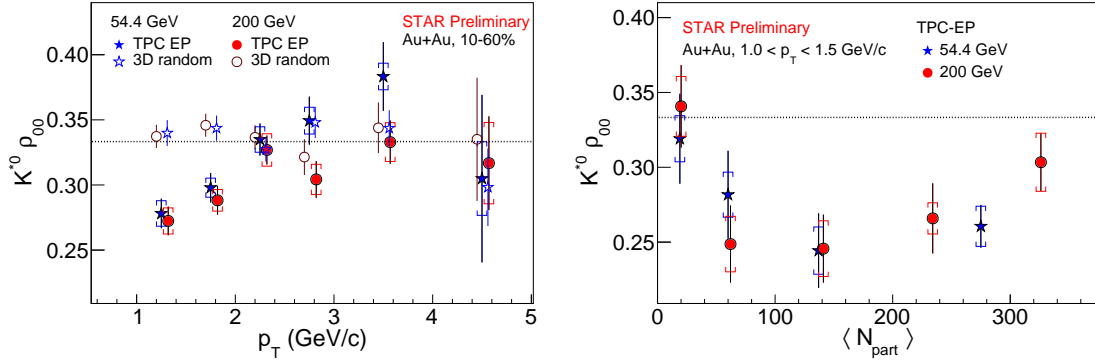 54.4 GeV 200 GeV STAR Preliminary
TPC EP TPC EP Au+Au, 10-60%
3D random 3D random
0.40
0.35
0.30
0.25
K*0 ρ00
1 2 3 4 5
pT (GeV/c)
STAR Preliminary TPC-EP
Au+Au, 1.0 < pT < 1.5 GeV/c 54.4 GeV
200 GeV
0.40
0.35
0.30
0.25
K*0 ρ00
0 100 200 300
⟨ Npart ⟩